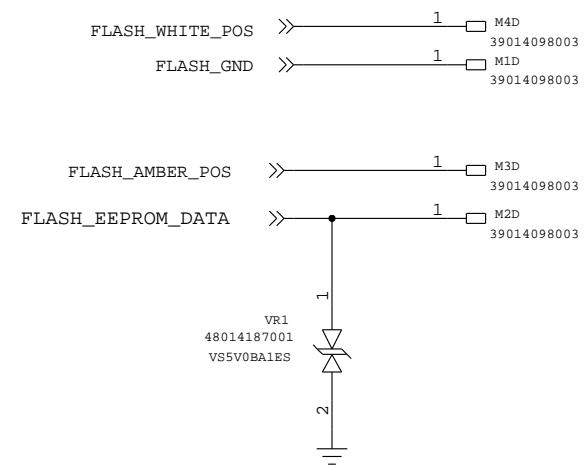 FLASH_WHITE_POS 1 M4D
39014098003
FLASH_GND 1 M1D
39014098003
FLASH_AMBER_POS 1 M3D
39014098003
FLASH_EEPROM_DATA 1 M2D
39014098003
1
VR1
48014187001
VS5V0BA1ES
2